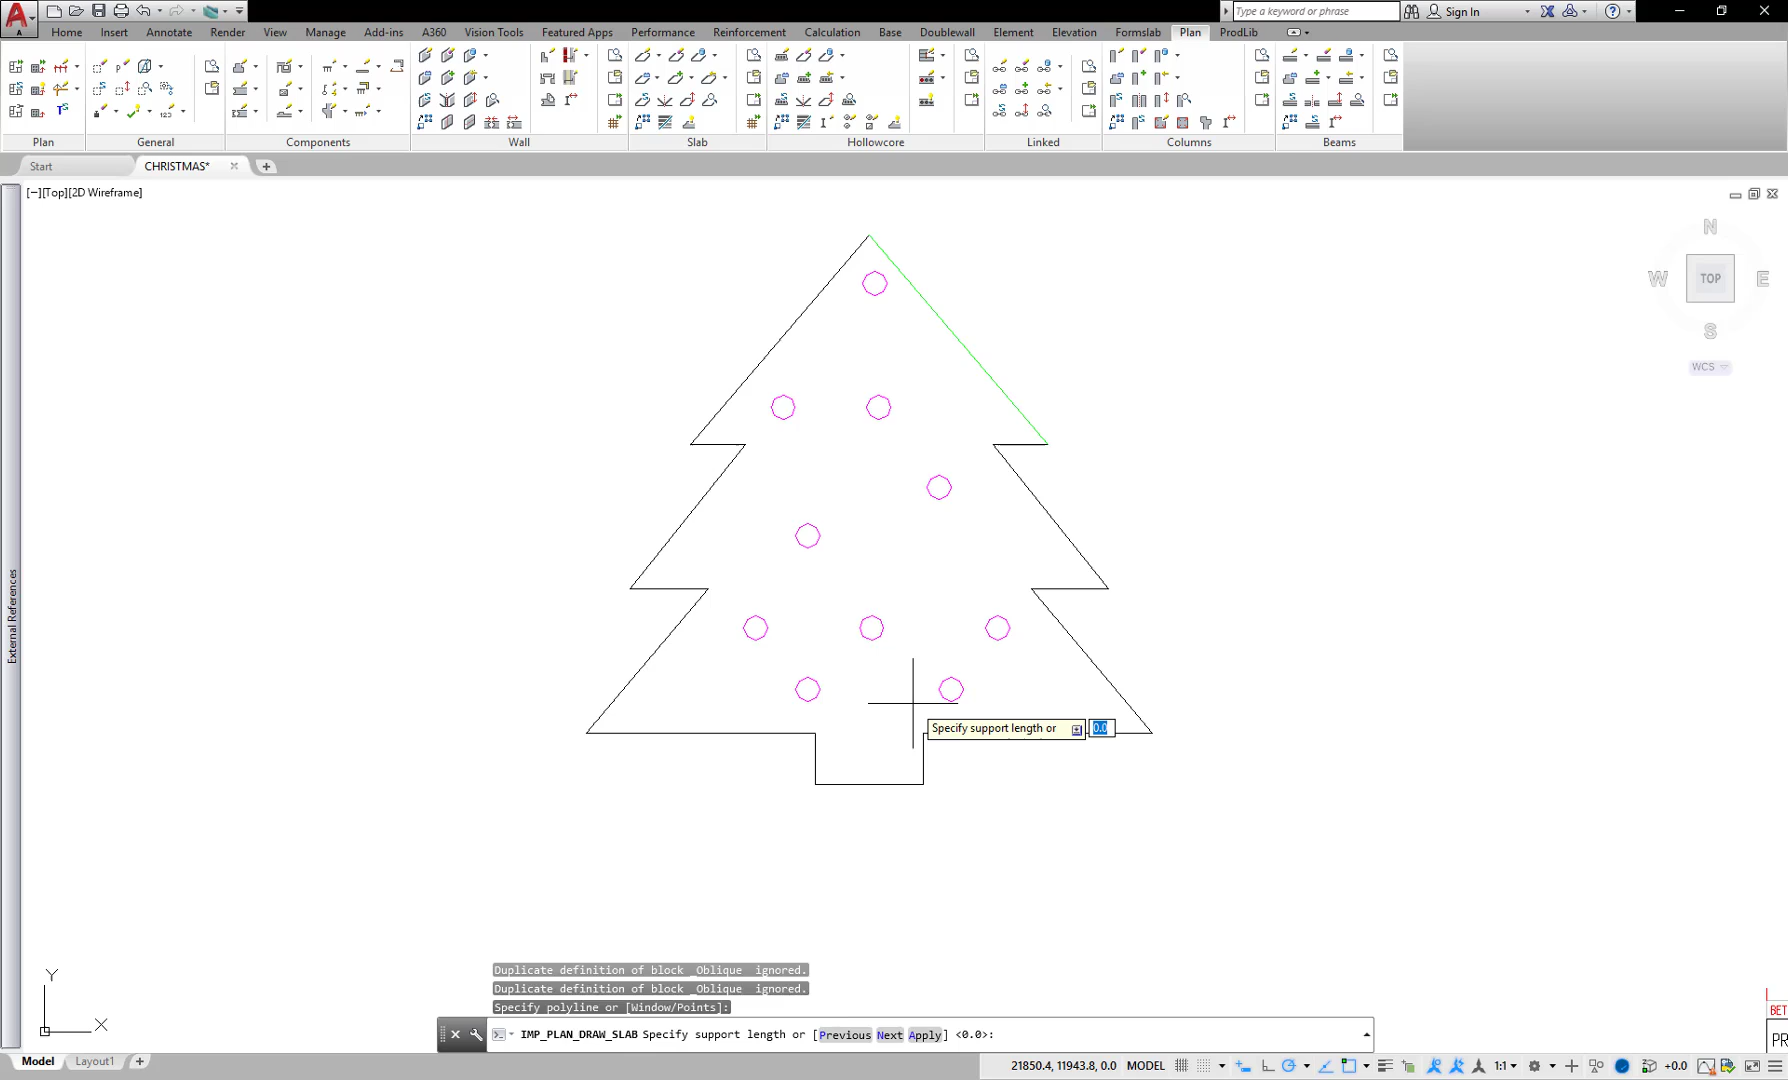 Type a keyword or phrase
Sign In
Home Insert Annotate Render View Manage Add-ins A360 Vision Tools Featured Apps Performance Reinforcement Calculation Base Doublewall Element Elevation Formslab Plan ProdLib
Plan General Components Wall Slab Hollowcore Linked Columns Beams
Start CHRISTMAS*
[−][Top][2D Wireframe]
N
W TOP E
S
WCS
External References
Specify support length or 0.0
Y
X
Duplicate definition of block _Oblique ignored.
Duplicate definition of block _Oblique ignored.
Specify polyline or [Window/Points]:
IMP_PLAN_DRAW_SLAB Specify support length or [Previous Next Apply] <0.0>:
BET
PR
Model Layout1
21850.4, 11943.8, 0.0 MODEL 1:1 +0.0